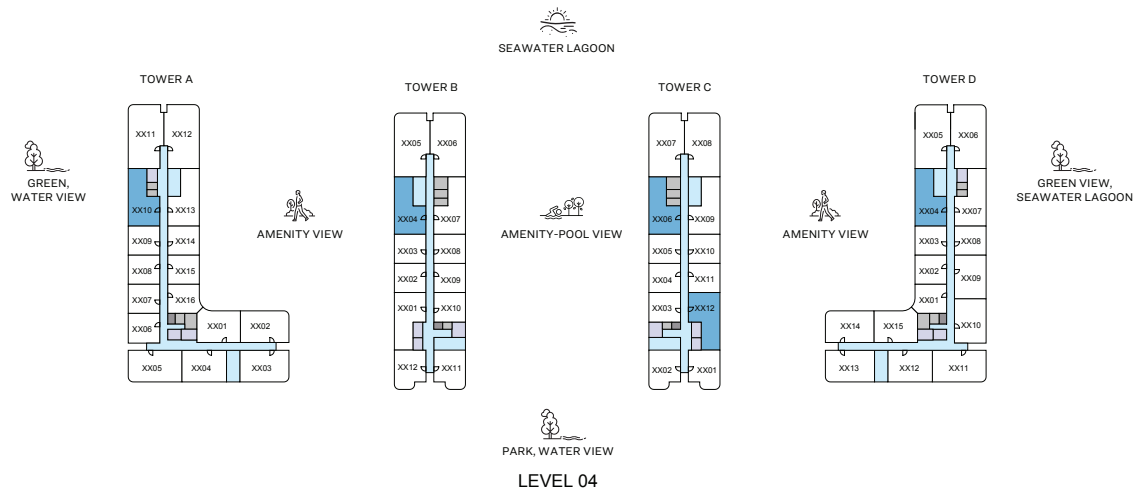 SEAWATER LAGOON
TOWER A
TOWER B
TOWER C
TOWER D
XX11
XX12
XX10
XX13
XX09
XX14
XX08
XX15
XX07
XX16
XX06
XX01
XX02
XX05
XX04
XX03
XX05
XX06
XX04
XX07
XX03
XX08
XX02
XX09
XX01
XX10
XX12
XX11
XX07
XX08
XX06
XX09
XX05
XX10
XX04
XX11
XX03
XX12
XX02
XX01
XX05
XX06
XX04
XX07
XX03
XX08
XX02
XX09
XX01
XX10
XX14
XX15
XX13
XX12
XX11
GREEN,
WATER VIEW
AMENITY VIEW
AMENITY-POOL VIEW
AMENITY VIEW
GREEN VIEW,
SEAWATER LAGOON
PARK, WATER VIEW
LEVEL 04